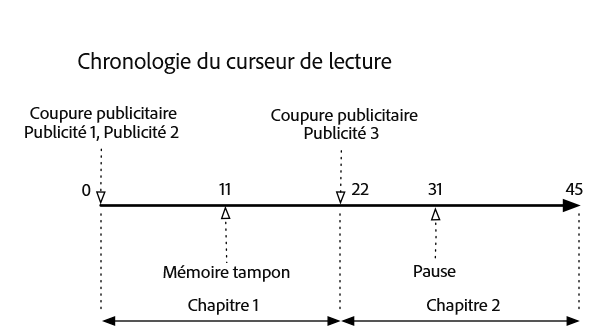 Chronologie du curseur de lecture
Coupure publicitaire
Publicité 1, Publicité 2
Coupure publicitaire
Publicité 3
0
11
22
31
45
Mémoire tampon
Pause
Chapitre 1
Chapitre 2